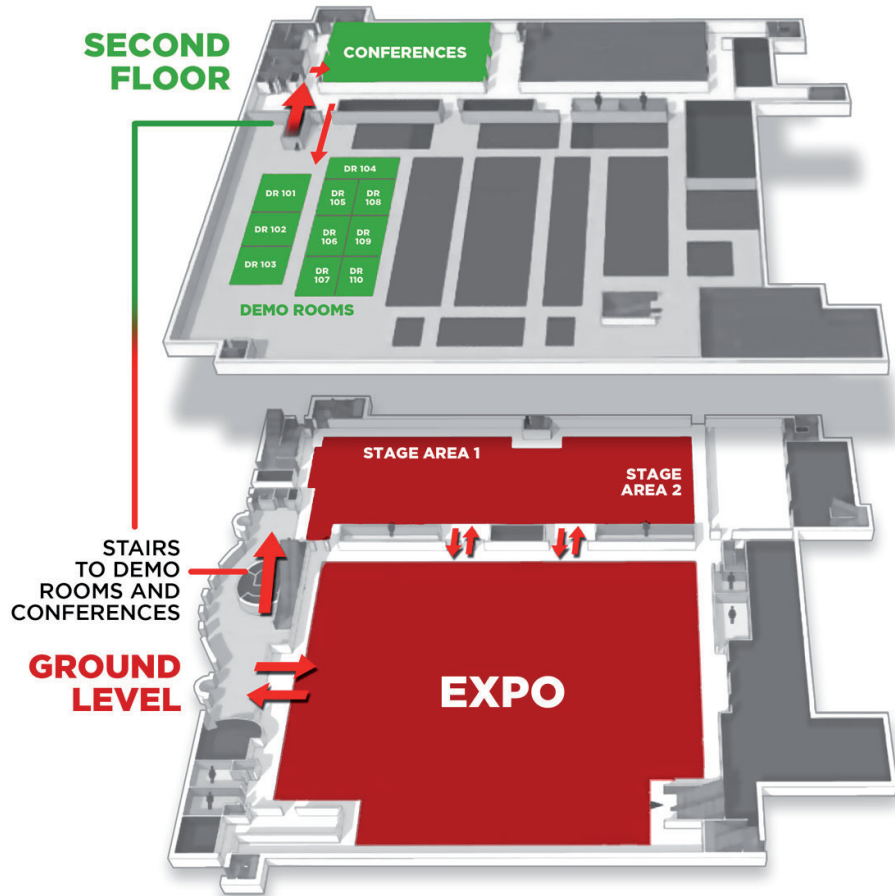 SECOND
FLOOR
CONFERENCES
DR 104
DR 101
DR
105
DR
108
DR 102
DR
106
DR
109
DR 103
DR
107
DR
110
DEMO ROOMS
STAGE AREA 1
STAGE
AREA 2
STAIRS
TO DEMO
ROOMS AND
CONFERENCES
GROUND
LEVEL
EXPO